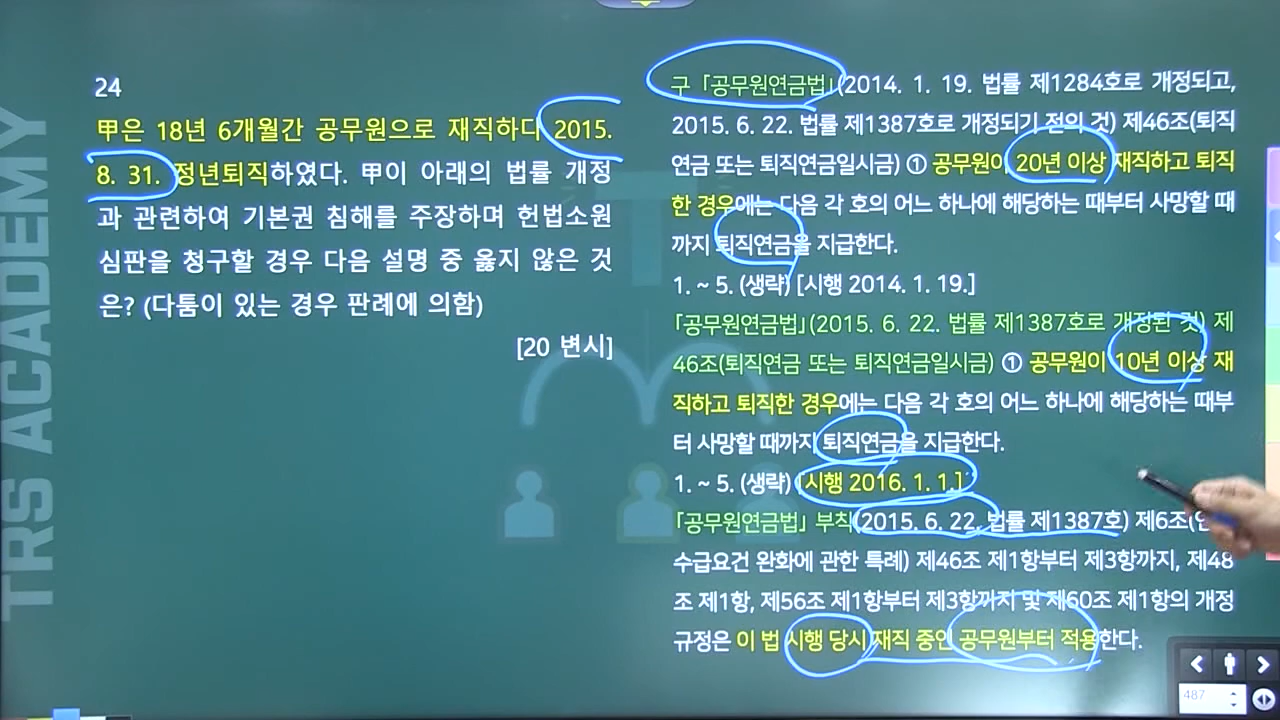 24
甲은 18년 6개월간 공무원으로 재직하다 2015.
8. 31. 정년퇴직하였다. 甲이 아래의 법률 개정
과 관련하여 기본권 침해를 주장하며 헌법소원
심판을 청구할 경우 다음 설명 중 옳지 않은 것
은? (다툼이 있는 경우 판례에 의함)
[20 변시]
구 「공무원연금법」(2014. 1. 19. 법률 제1284호로 개정되고,
2015. 6. 22. 법률 제1387호로 개정되기 전의 것) 제46조(퇴직
연금 또는 퇴직연금일시금) ① 공무원이 20년 이상 재직하고 퇴직
한 경우에는 다음 각 호의 어느 하나에 해당하는 때부터 사망할 때
까지 퇴직연금을 지급한다.
1. ~ 5. (생략) [시행 2014. 1. 19.]
「공무원연금법」(2015. 6. 22. 법률 제1387호로 개정된 것) 제
46조(퇴직연금 또는 퇴직연금일시금) ① 공무원이 10년 이상 재
직하고 퇴직한 경우에는 다음 각 호의 어느 하나에 해당하는 때부
터 사망할 때까지 퇴직연금을 지급한다.
1. ~ 5. (생략) [시행 2016. 1. 1.]
「공무원연금법」 부칙(2015. 6. 22. 법률 제1387호) 제6조(
수급요건 완화에 관한 특례) 제46조 제1항부터 제3항까지, 제48
조 제1항, 제56조 제1항부터 제3항까지 및 제60조 제1항의 개정
규정은 이 법 시행 당시 재직 중인 공무원부터 적용한다.
TRS ACADEMY
487